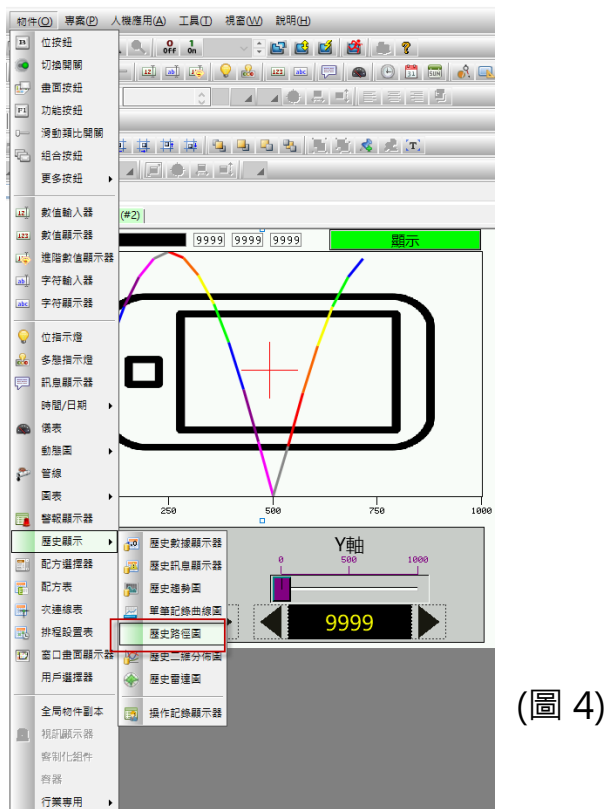 物件(O) 專案(P) 人機應用(A) 工具(T) 視窗(W) 說明(H)
位按鈕
OFF On
切換開關
畫面按鈕
功能按鈕
滑動類比開關
組合按鈕
更多按鈕
數值輸入器
(#2)
數值顯示器
9999 9999 9999 顯示
進階數值顯示器
字符輸入器
字符顯示器
位指示燈
多態指示燈
訊息顯示器
時間/日期
儀表
動態圖
管線
圖表
250 500 750 1000
警報顯示器
歷史顯示
歷史數據顯示器
配方選擇器
歷史訊息顯示器
配方表
歷史趨勢圖
次連線表
單筆記錄曲線圖
排程設置表
歷史路徑圖
窗口畫面顯示器
歷史二維分佈圖
用戶選擇器
歷史雷達圖
全局物件副本
操作記錄顯示器
Y軸
0 500 1000
9999
視訊顯示器
客制化組件
容器
行業專用
(圖 4)